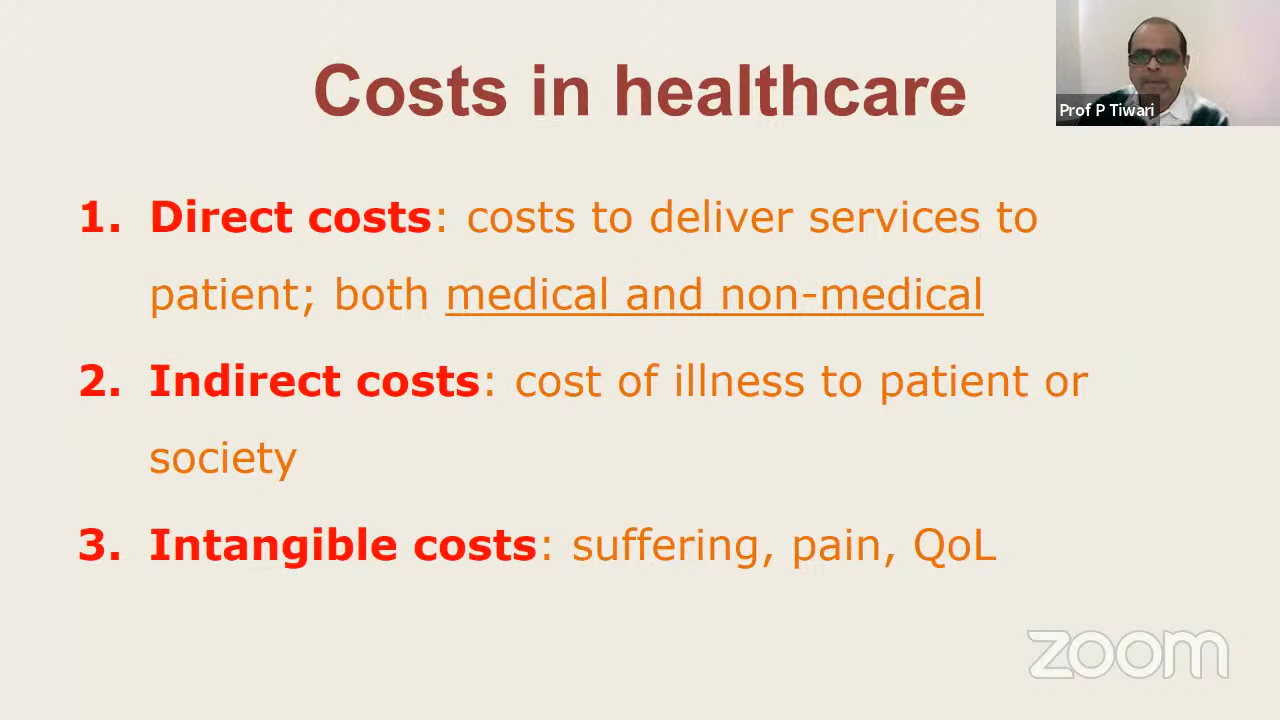 Costs in healthcare
Prof P Tiwari
1. Direct costs: costs to deliver services to
patient; both medical and non-medical
2. Indirect costs: cost of illness to patient or
society
3. Intangible costs: suffering, pain, QoL
zoom